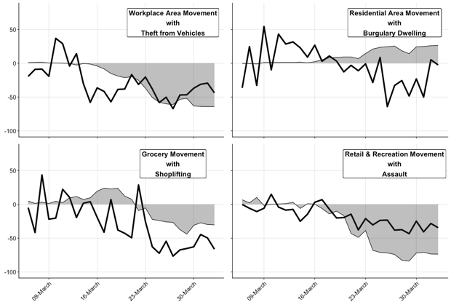 Workplace Area Movement
with
Theft from Vehicles
Residential Area Movement
with
Burgulary Dwelling
50
0
-50
-100
Grocery Movement
with
Shoplifting
Retail & Recreation Movement
with
Assault
50
0
-50
-100
09-March
16-March
23-March
30-March
09-March
16-March
23-March
30-March